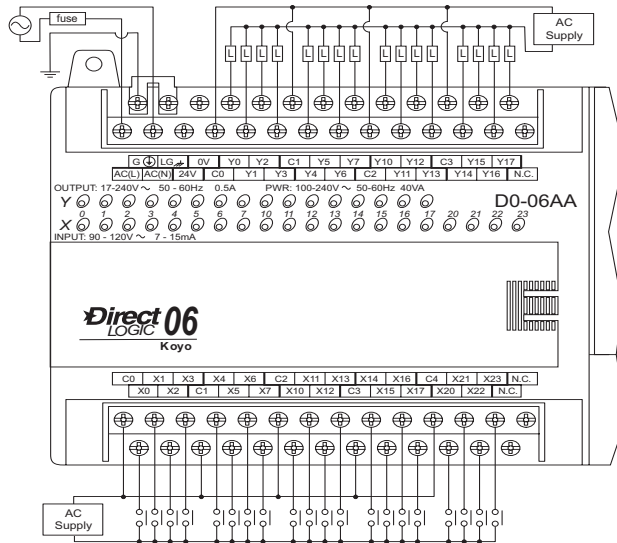 fuse
AC
Supply
L L L L L L L L L L L L L L L L
G LG 0V Y0 Y2 C1 Y5 Y7 Y10 Y12 C3 Y15 Y17
AC(L) AC(N) 24V C0 Y1 Y3 Y4 Y6 C2 Y11 Y13 Y14 Y16 N.C.
OUTPUT: 17-240V ~ 50 - 60Hz 0.5A PWR: 100-240V ~ 50-60Hz 40VA
Y
D0-06AA
0 1 2 3 4 5 6 7 10 11 12 13 14 15 16 17 20 21 22 23
X
INPUT: 90 - 120V ~ 7 - 15mA
Direct
LOGIC 06
Koyo
C0 X1 X3 X4 X6 C2 X11 X13 X14 X16 C4 X21 X23 N.C.
X0 X2 C1 X5 X7 X10 X12 C3 X15 X17 X20 X22 N.C.
AC
Supply